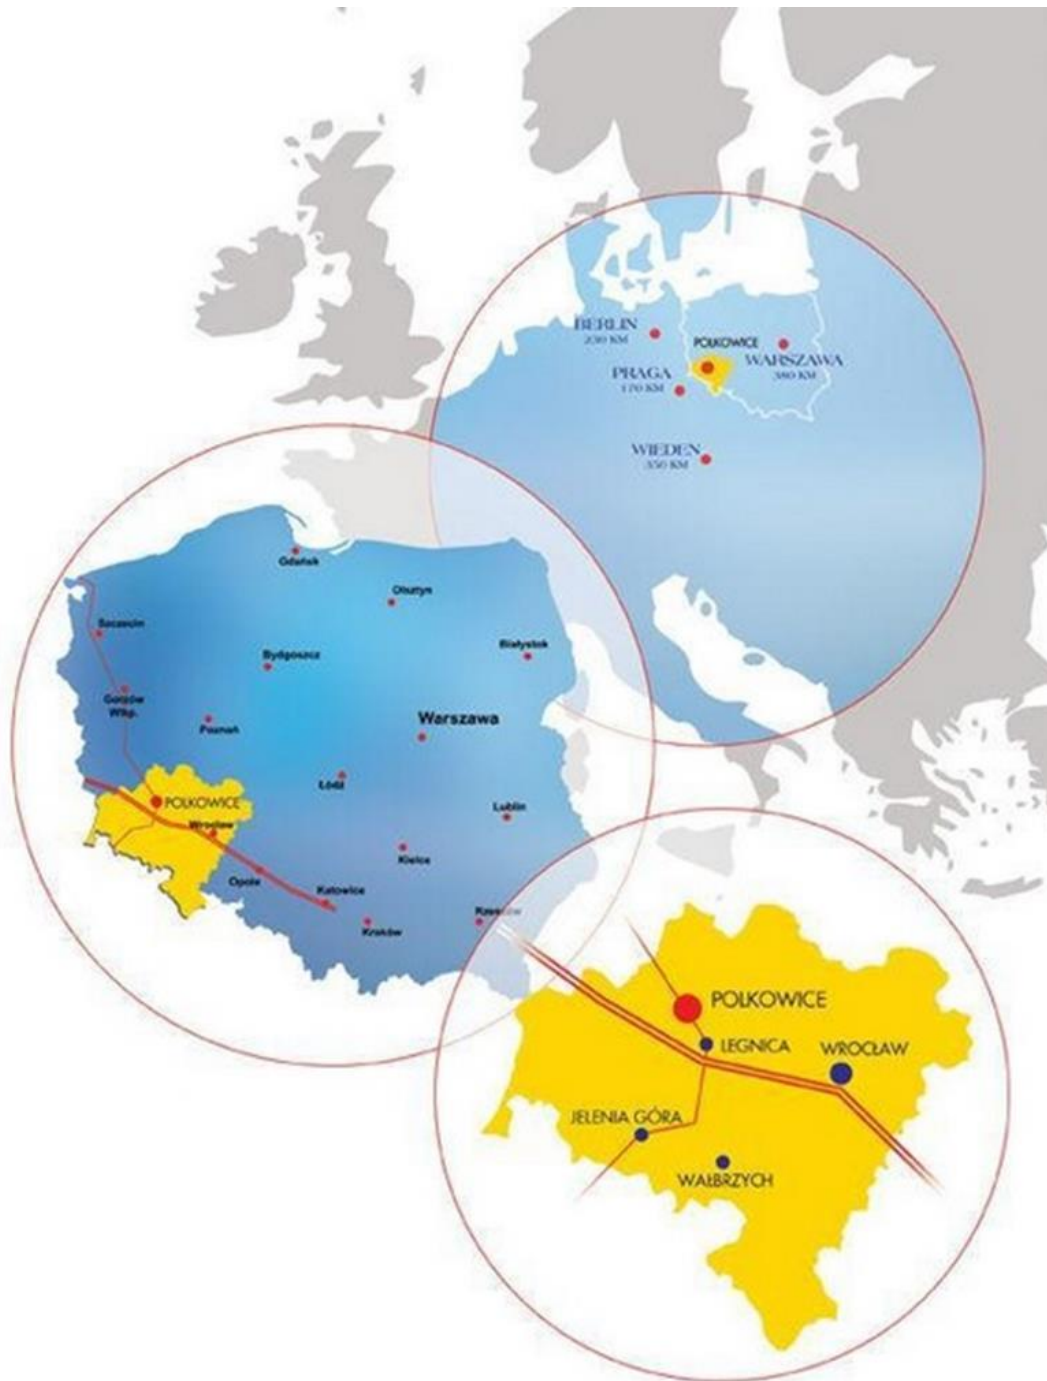 BERLIN
230 KM
POLKOWICE
WARSZAWA
380 KM
PRAGA
170 KM
WIEDEN
350 KM
Gdańsk
Olsztyn
Szczecin
Białystok
Bydgoszcz
Gorzów
Wlkp.
Poznań
Warszawa
Łódź
POLKOWICE
Lublin
Wrocław
Kielce
Opole
Katowice
Rzeszów
Kraków
POLKOWICE
LEGNICA
WROCŁAW
JELENIA GÓRA
WAŁBRZYCH